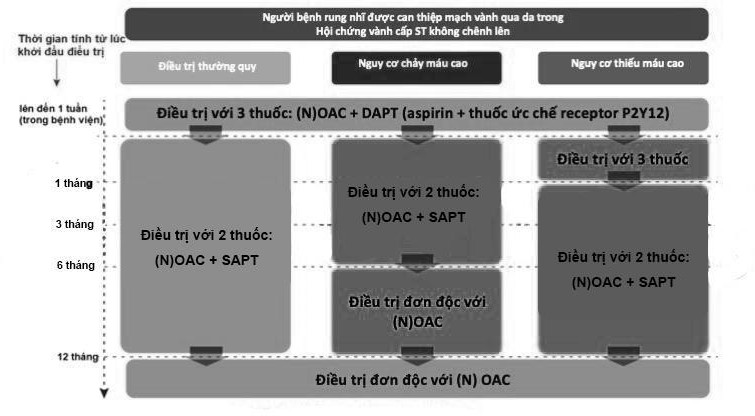 Người bệnh rung nhĩ được can thiệp mạch vành qua da trong
Hội chứng vành cấp ST không chênh lên
Thời gian tính từ lúc
khởi đầu điều trị
Điều trị thường quy
Nguy cơ chảy máu cao
Nguy cơ thiếu máu cao
lên đến 1 tuần
(trong bệnh viện)
Điều trị với 3 thuốc: (N)OAC + DAPT (aspirin + thuốc ức chế receptor P2Y12)
Điều trị với 3 thuốc
1 tháng
Điều trị với 2 thuốc:
(N)OAC + SAPT
3 tháng
Điều trị với 2 thuốc:
(N)OAC + SAPT
Điều trị với 2 thuốc:
(N)OAC + SAPT
6 tháng
Điều trị đơn độc với
(N)OAC
12 tháng
Điều trị đơn độc với (N) OAC